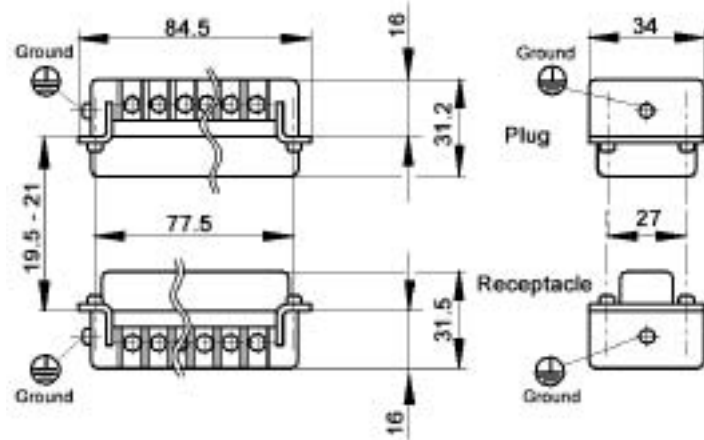 84.5
16
34
Ground
Ground
31.2
Plug
19.5 - 21
77.5
27
Receptacle
31.5
Ground
Ground
16